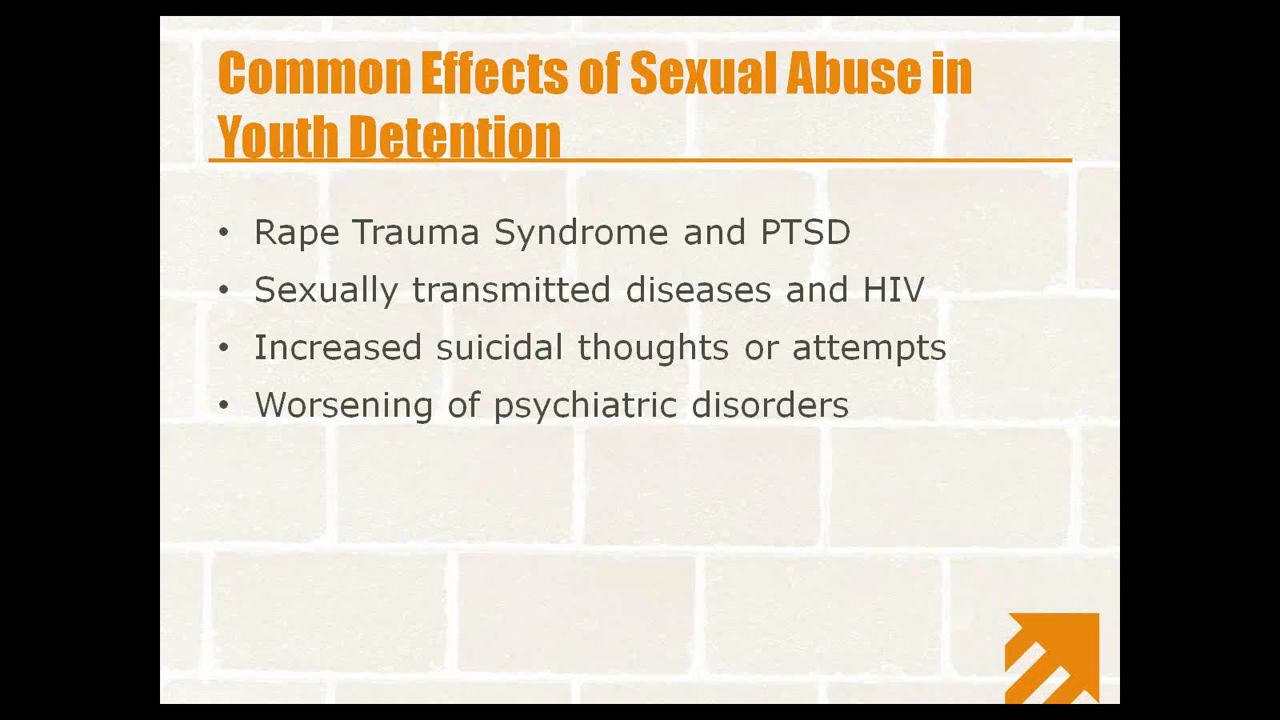 Common Effects of Sexual Abuse in
Youth Detention
• Rape Trauma Syndrome and PTSD
• Sexually transmitted diseases and HIV
• Increased suicidal thoughts or attempts
• Worsening of psychiatric disorders